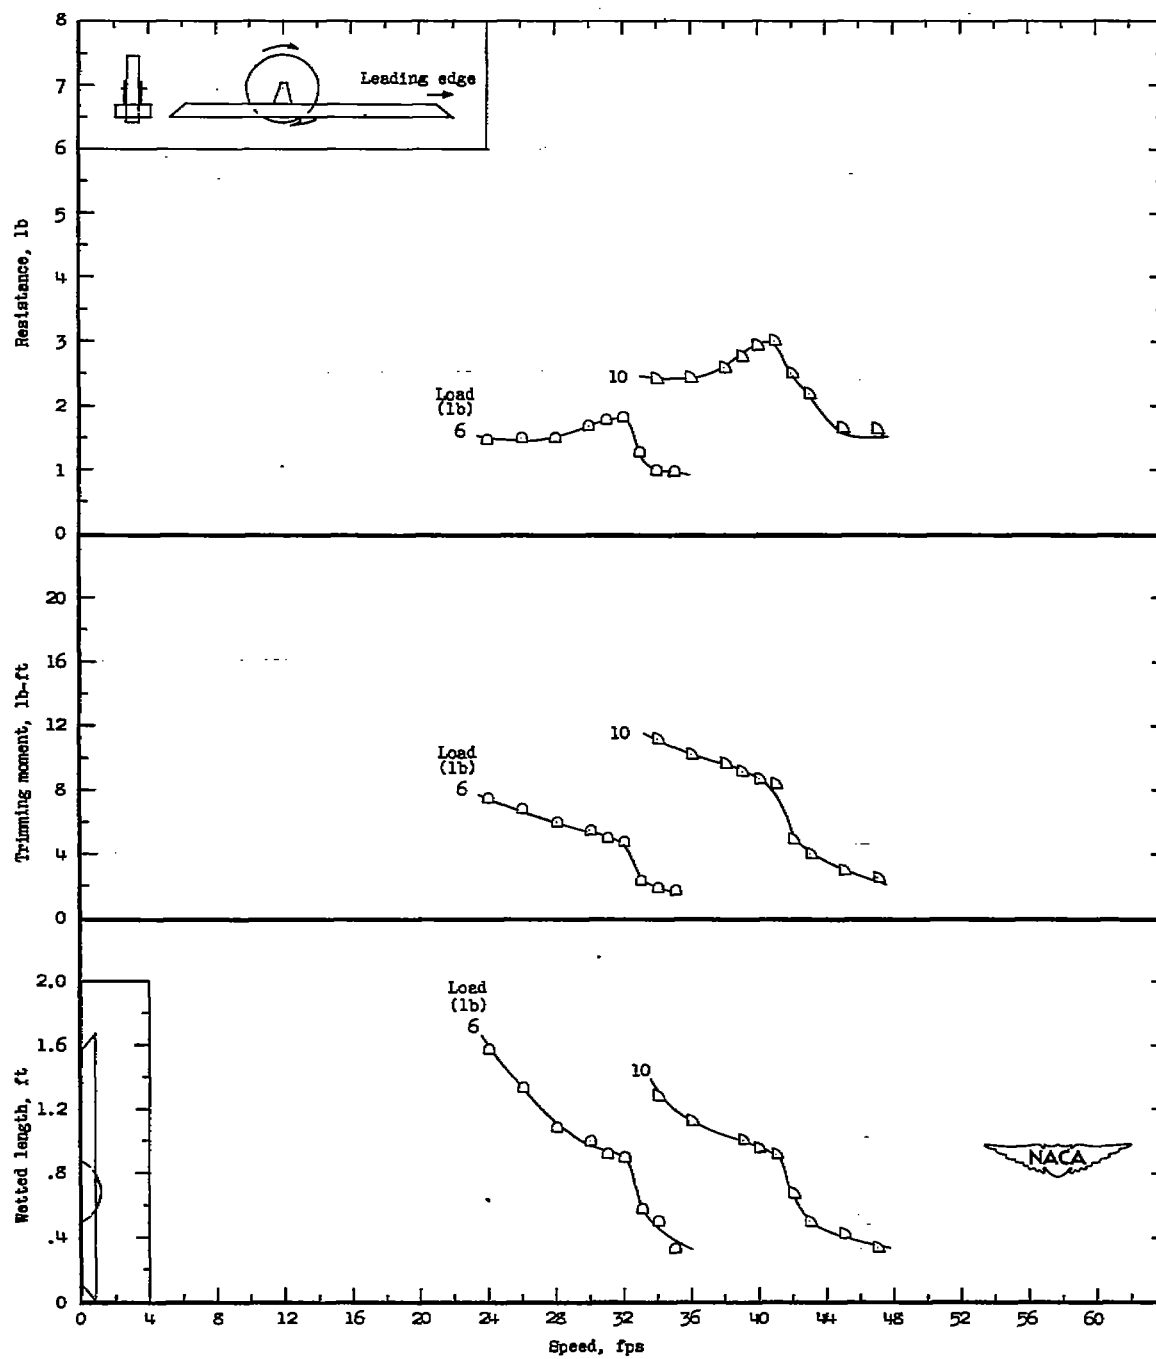 8
7
6
5
4
3
2
1
0
Resistance, lb
Leading edge
Load
(lb)
6
10
20
16
12
8
4
0
Trimming moment, lb-ft
Load
(lb)
6
10
2.0
1.6
1.2
.8
.4
0
Wetted length, ft
Load
(lb)
6
10
NACA
0 4 8 12 16 20 24 28 32 36 40 44 48 52 56 60
Speed, fps